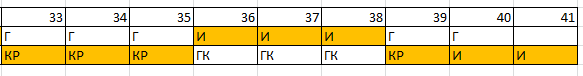 33 34 35 36 37 38 39 40 41
Г Г Г И И И Г Г
КР КР КР ГК ГК ГК КР И И